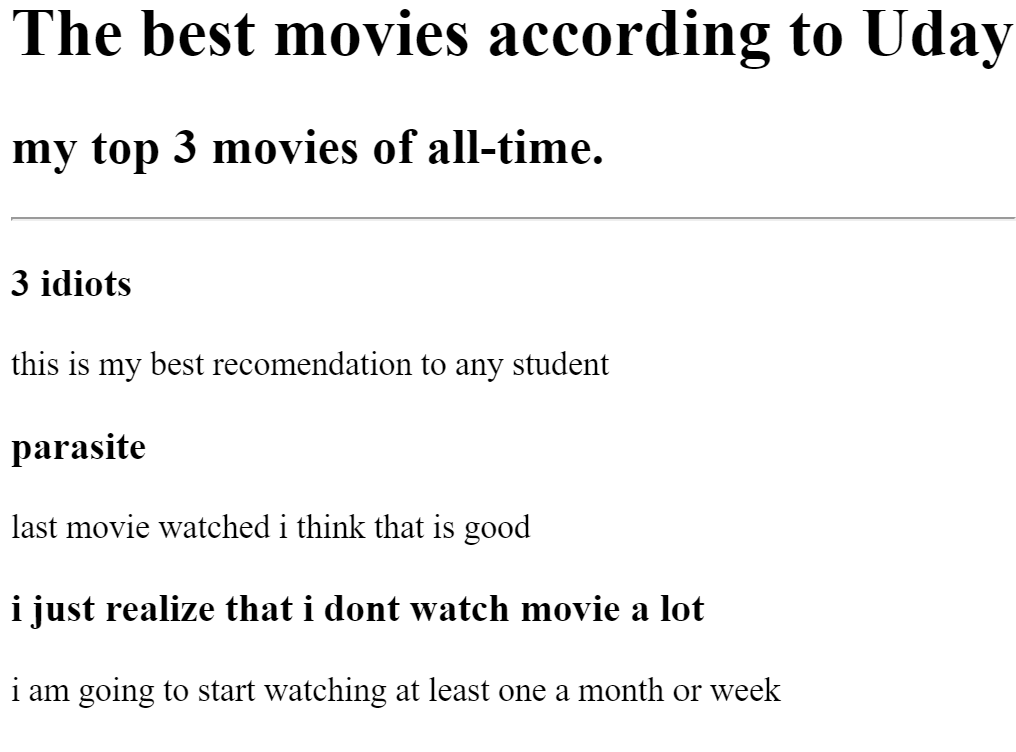 The best movies according to Uday
my top 3 movies of all-time.
3 idiots
this is my best recomendation to any student
parasite
last movie watched i think that is good
i just realize that i dont watch movie a lot
i am going to start watching at least one a month or week